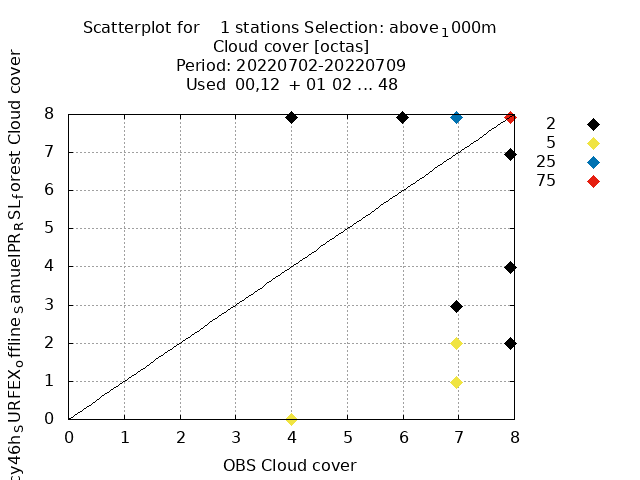 Scatterplot for 1 stations Selection: above1000m
Cloud cover [octas]
Period: 20220702-20220709
Used 00,12 + 01 02 ... 48
2
5
25
75
8
7
6
5
4
3
2
1
0
0 1 2 3 4 5 6 7 8
OBS Cloud cover
cy46hsURFEXofflinesamuelPRRSLforest Cloud cover